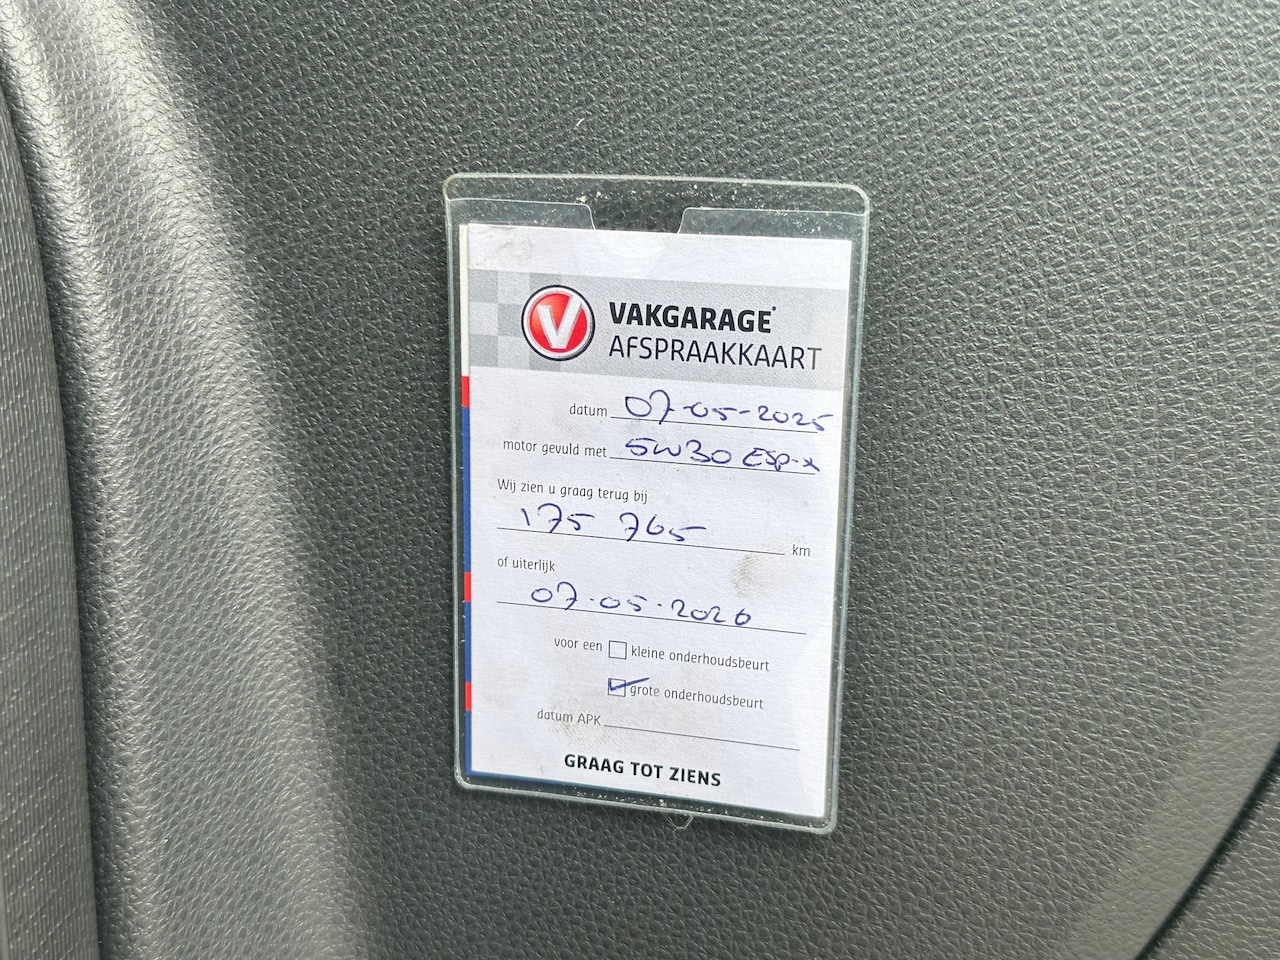 V VAKGARAGE
AFSPRAAKKAART
datum 07-05-2025
motor gevuld met 5W30 ESP-x
Wij zien u graag terug bij
175 765 km
of uiterlijk
07.05.2026
voor een kleine onderhoudsbeurt
grote onderhoudsbeurt
datum APK
GRAAG TOT ZIENS